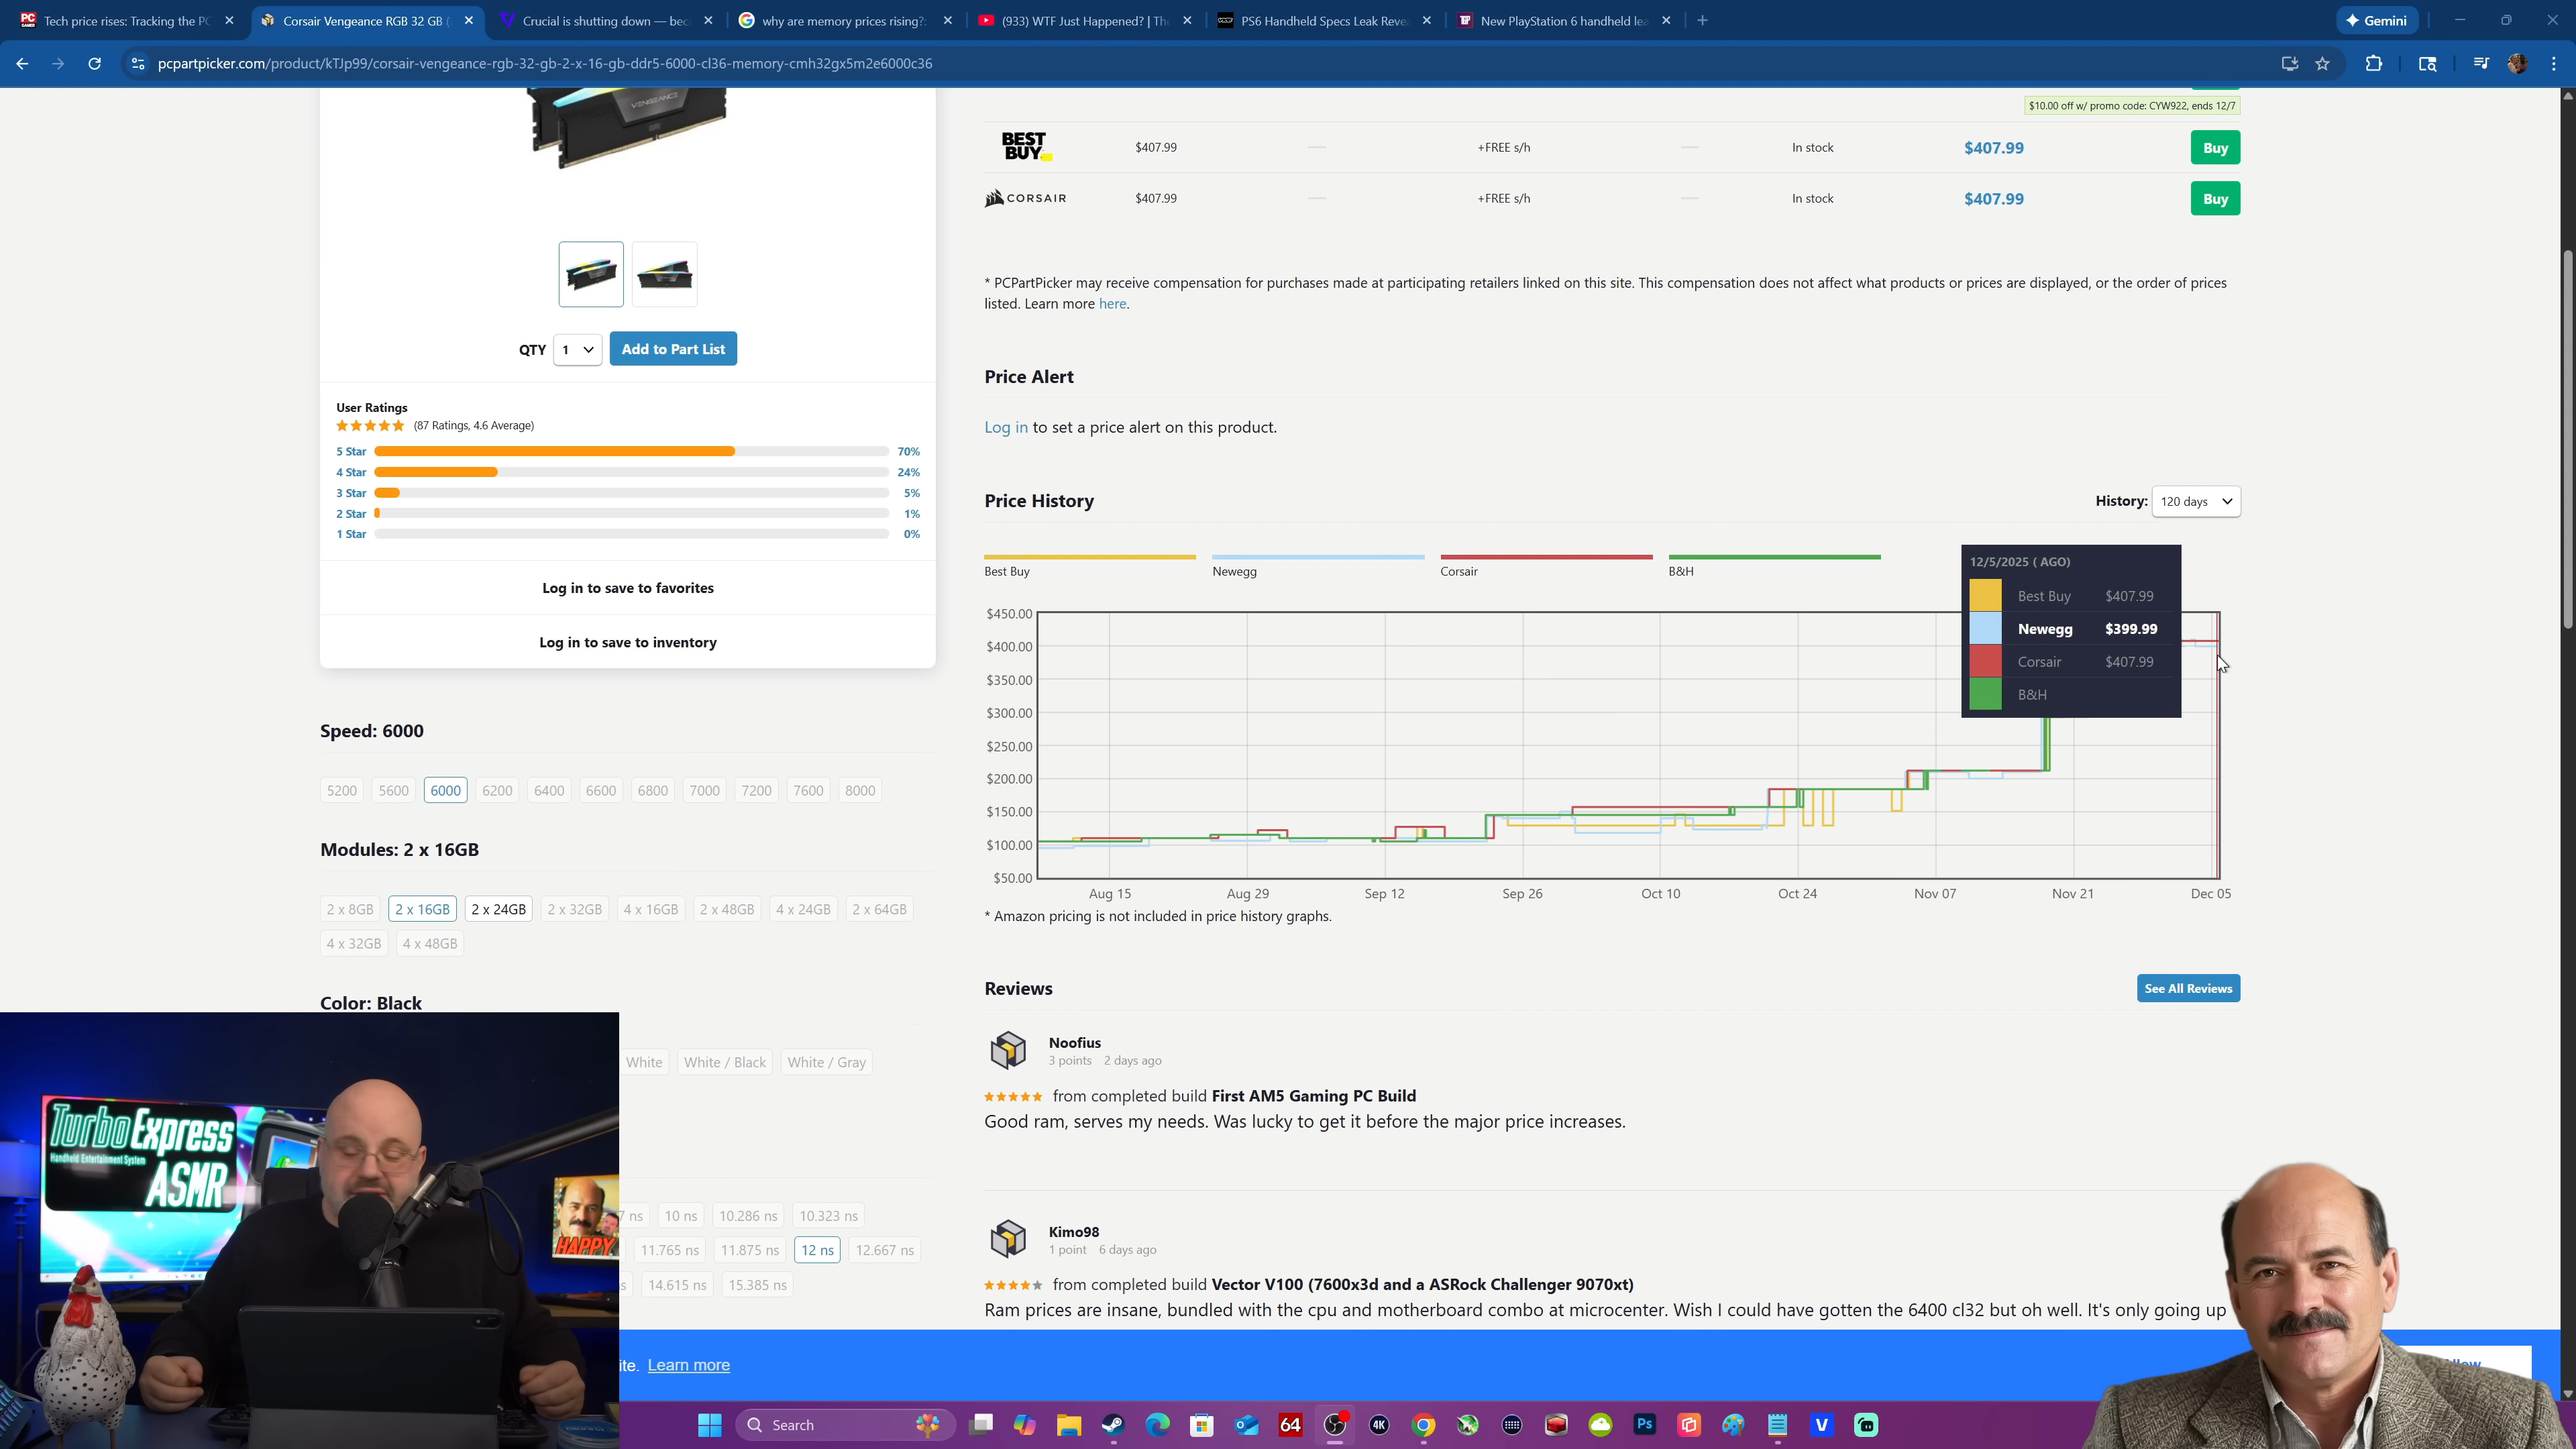 Tech price rises: Tracking the PC
Corsair Vengeance RGB 32 GB (
Crucial is shutting down — bec
why are memory prices rising?:
(933) WTF Just Happened? | The
PS6 Handheld Specs Leak Reve
New PlayStation 6 handheld lea
Gemini
pcpartpicker.com/product/kTJp99/corsair-vengeance-rgb-32-gb-2-x-16-gb-ddr5-6000-cl36-memory-cmh32gx5m2e6000c36
VENGEANCE
$10.00 off w/ promo code: CYW922, ends 12/7
BEST BUY $407.99 — +FREE s/h — In stock $407.99 Buy
CORSAIR $407.99 — +FREE s/h — In stock $407.99 Buy
* PCPartPicker may receive compensation for purchases made at participating retailers linked on this site. This compensation does not affect what products or prices are displayed, or the order of prices
listed. Learn more here.
QTY 1 Add to Part List
Price Alert
Log in to set a price alert on this product.
User Ratings
(87 Ratings, 4.6 Average)
5 Star 70%
4 Star 24%
3 Star 5%
2 Star 1%
1 Star 0%
Log in to save to favorites
Log in to save to inventory
Price History
History: 120 days
Best Buy Newegg Corsair B&H
12/5/2025 ( AGO)
Best Buy $407.99
Newegg $399.99
Corsair $407.99
B&H
$450.00
$400.00
$350.00
$300.00
$250.00
$200.00
$150.00
$100.00
$50.00
Aug 15 Aug 29 Sep 12 Sep 26 Oct 10 Oct 24 Nov 07 Nov 21 Dec 05
* Amazon pricing is not included in price history graphs.
Speed: 6000
5200 5600 6000 6200 6400 6600 6800 7000 7200 7600 8000
Modules: 2 x 16GB
2 x 8GB 2 x 16GB 2 x 24GB 2 x 32GB 4 x 16GB 2 x 48GB 4 x 24GB 2 x 64GB
4 x 32GB 4 x 48GB
Color: Black
White White / Black White / Gray
7 ns 10 ns 10.286 ns 10.323 ns
11.765 ns 11.875 ns 12 ns 12.667 ns
s 14.615 ns 15.385 ns
Reviews
See All Reviews
Noofius
3 points 2 days ago
from completed build First AM5 Gaming PC Build
Good ram, serves my needs. Was lucky to get it before the major price increases.
Kimo98
1 point 6 days ago
from completed build Vector V100 (7600x3d and a ASRock Challenger 9070xt)
Ram prices are insane, bundled with the cpu and motherboard combo at microcenter. Wish I could have gotten the 6400 cl32 but oh well. It's only going up
TurboExpress
Handheld Entertainment System
ASMR
HAPPY
ite. Learn more
Search
64
4K
Ps
V